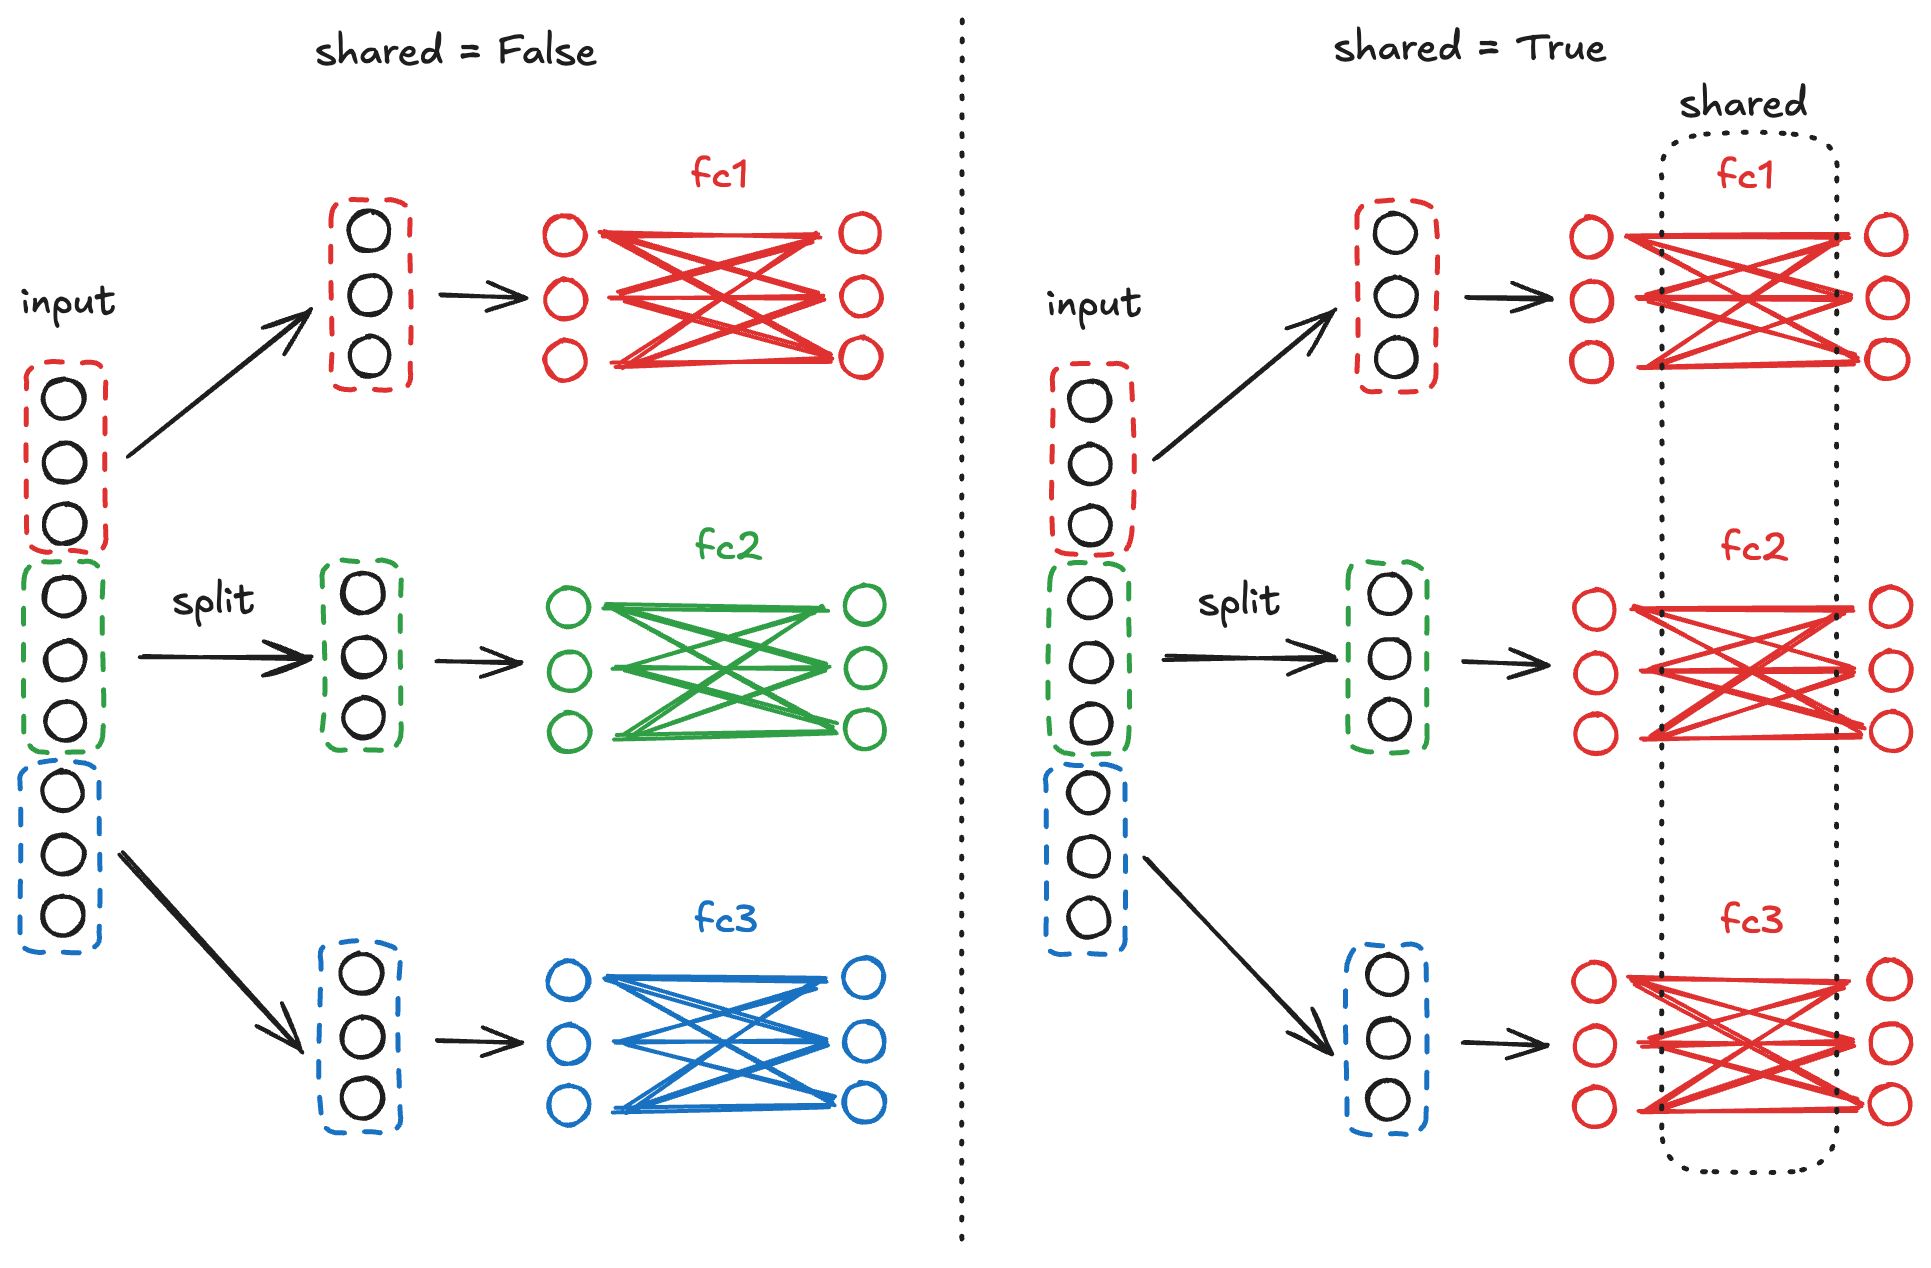 shared = False
fc1
input
split
fc2
fc3
shared = True
shared
fc1
input
split
fc2
fc3